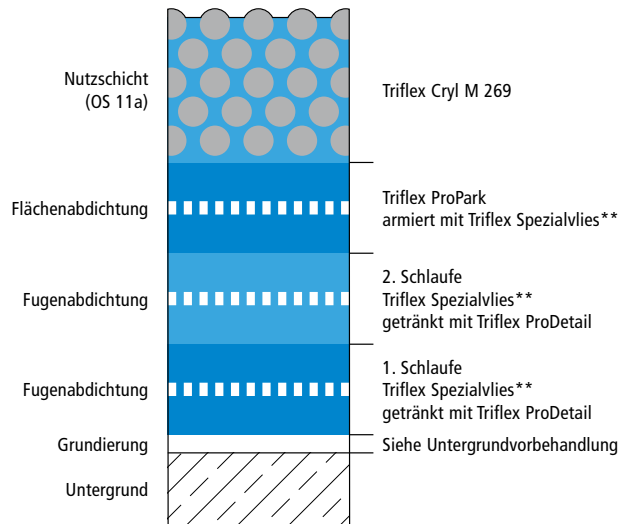 Nutzschicht
(OS 11a)
Triflex Cryl M 269
Flächenabdichtung
Triflex ProPark
armiert mit Triflex Spezialvlies**
Fugenabdichtung
2. Schlaufe
Triflex Spezialvlies**
getränkt mit Triflex ProDetail
Fugenabdichtung
1. Schlaufe
Triflex Spezialvlies**
getränkt mit Triflex ProDetail
Grundierung
Siehe Untergrundvorbehandlung
Untergrund